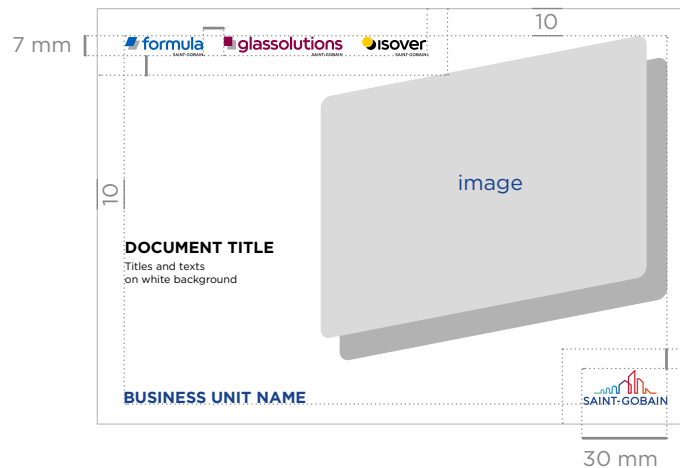 10
7 mm
formula
SAINT-GOBAIN
glassolutions
SAINT-GOBAIN
isover
SAINT-GOBAIN
image
10
DOCUMENT TITLE
Titles and texts
on white background
BUSINESS UNIT NAME
SAINT-GOBAIN
30 mm